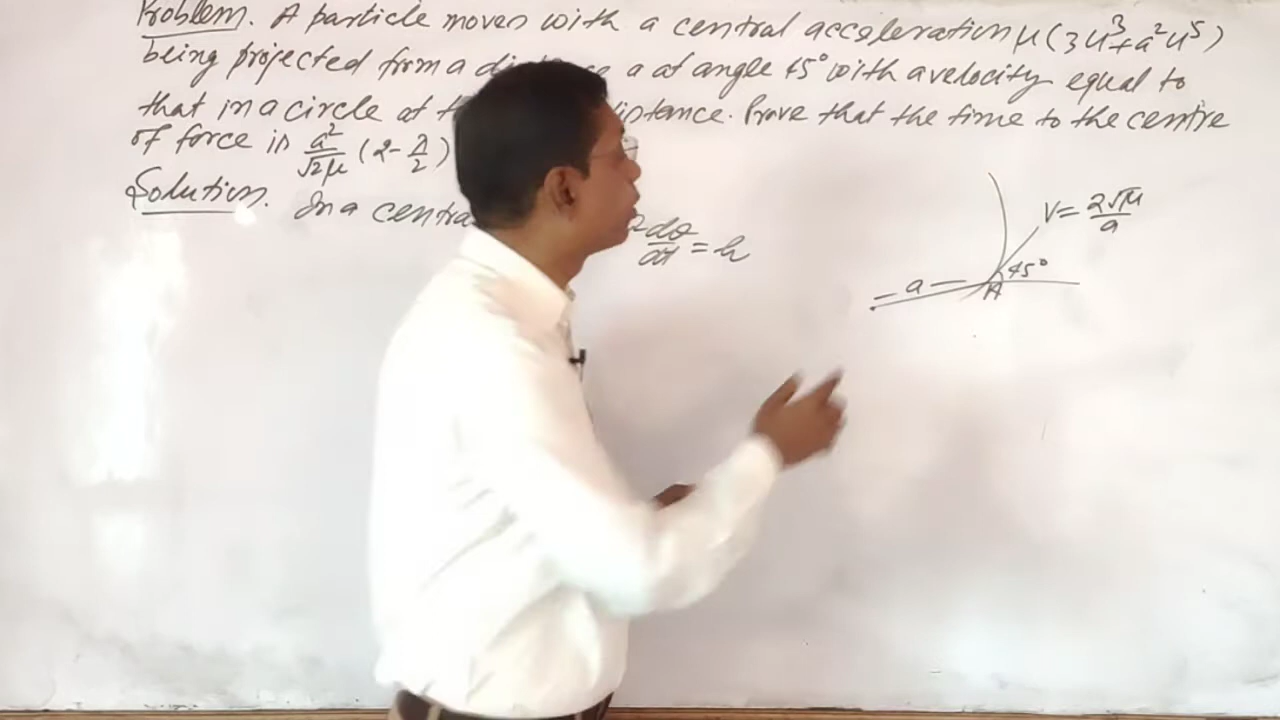 Problem. A particle moves with a central acceleration μ(3u³+a²u⁵)
being projected from a a at angle 45° with a velocity equal to
that in a circle at distance. Prove that the time to the centre
of force is a²/√2μ (2-π/2)
Solution. In a dθ/dt = h
V = 2√μ/a
45°
- a -
A